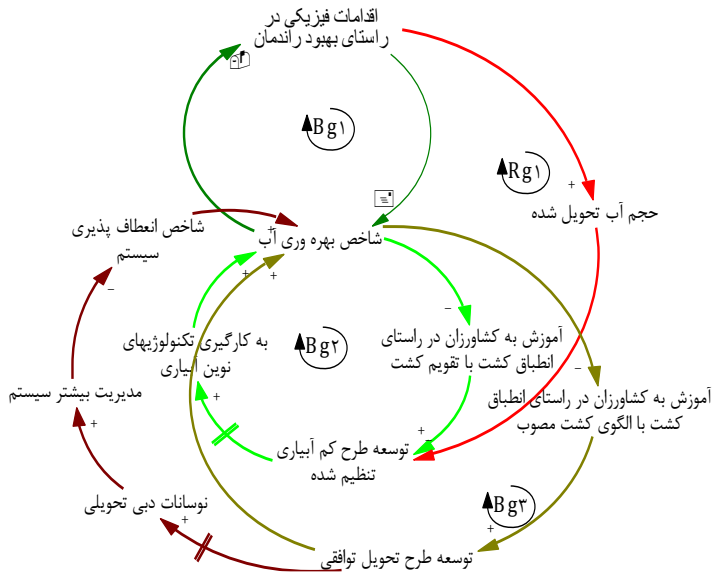 اقدامات فیزیکی در
راستای بهبود راندمان
Bg۱
Rg۱
+
حجم آب تحویل شده
شاخص انعطاف پذیری
سیستم
+
شاخص بهره وری آب
+
+
–
–
به کارگیری تکنولوژیهای
نوین آبیاری
Bg۲
آموزش به کشاورزان در راستای
انطباق کشت با تقویم کشت
–
مدیریت بیشتر سیستم
+
+
آموزش به کشاورزان در راستای انطباق
کشت با الگوی کشت مصوب
+
–
توسعه طرح کم آبیاری
تنظیم شده
نوسانات دبی تحویلی
+
Bg۳
+
توسعه طرح تحویل توافقی